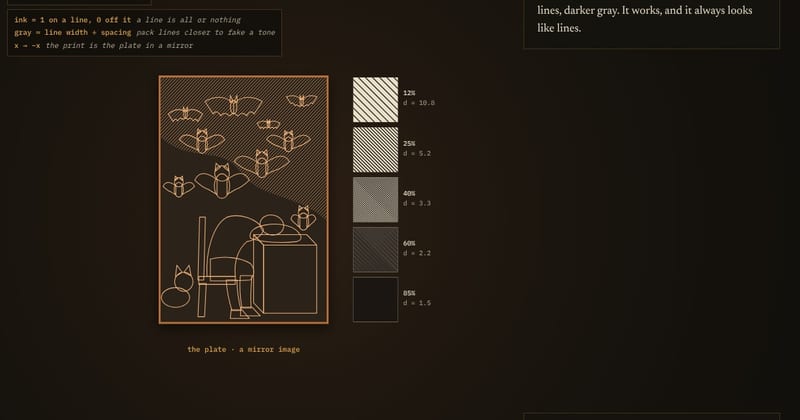 ink = 1 on a line, 0 off it a line is all or nothing
gray = line width ÷ spacing pack lines closer to fake a tone
x → −x the print is the plate in a mirror
lines, darker gray. It works, and it always looks
like lines.
12%
d = 10.8
25%
d = 5.2
40%
d = 3.3
60%
d = 2.2
85%
d = 1.5
the plate · a mirror image